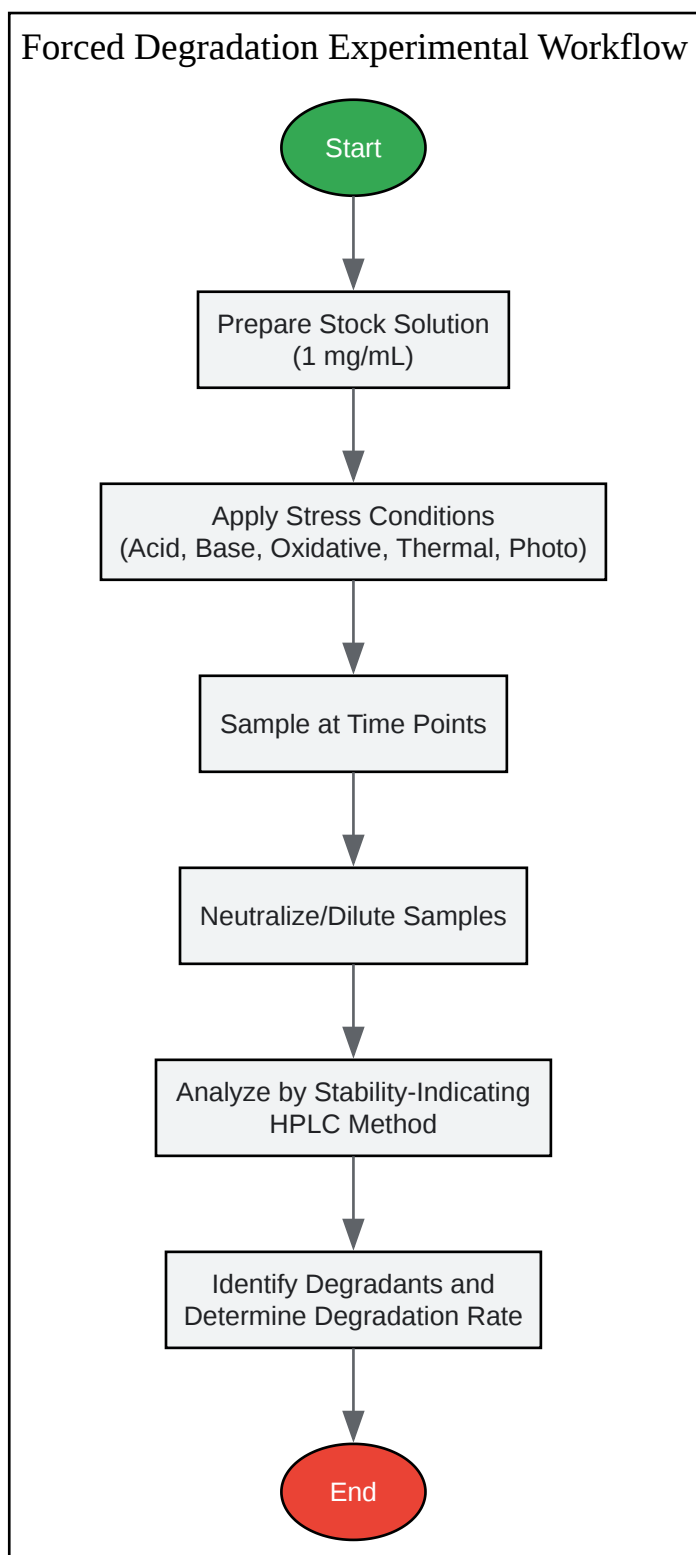 Forced Degradation Experimental Workflow
Start
Prepare Stock Solution
(1 mg/mL)
Apply Stress Conditions
(Acid, Base, Oxidative, Thermal, Photo)
Sample at Time Points
Neutralize/Dilute Samples
Analyze by Stability-Indicating
HPLC Method
Identify Degradants and
Determine Degradation Rate
End